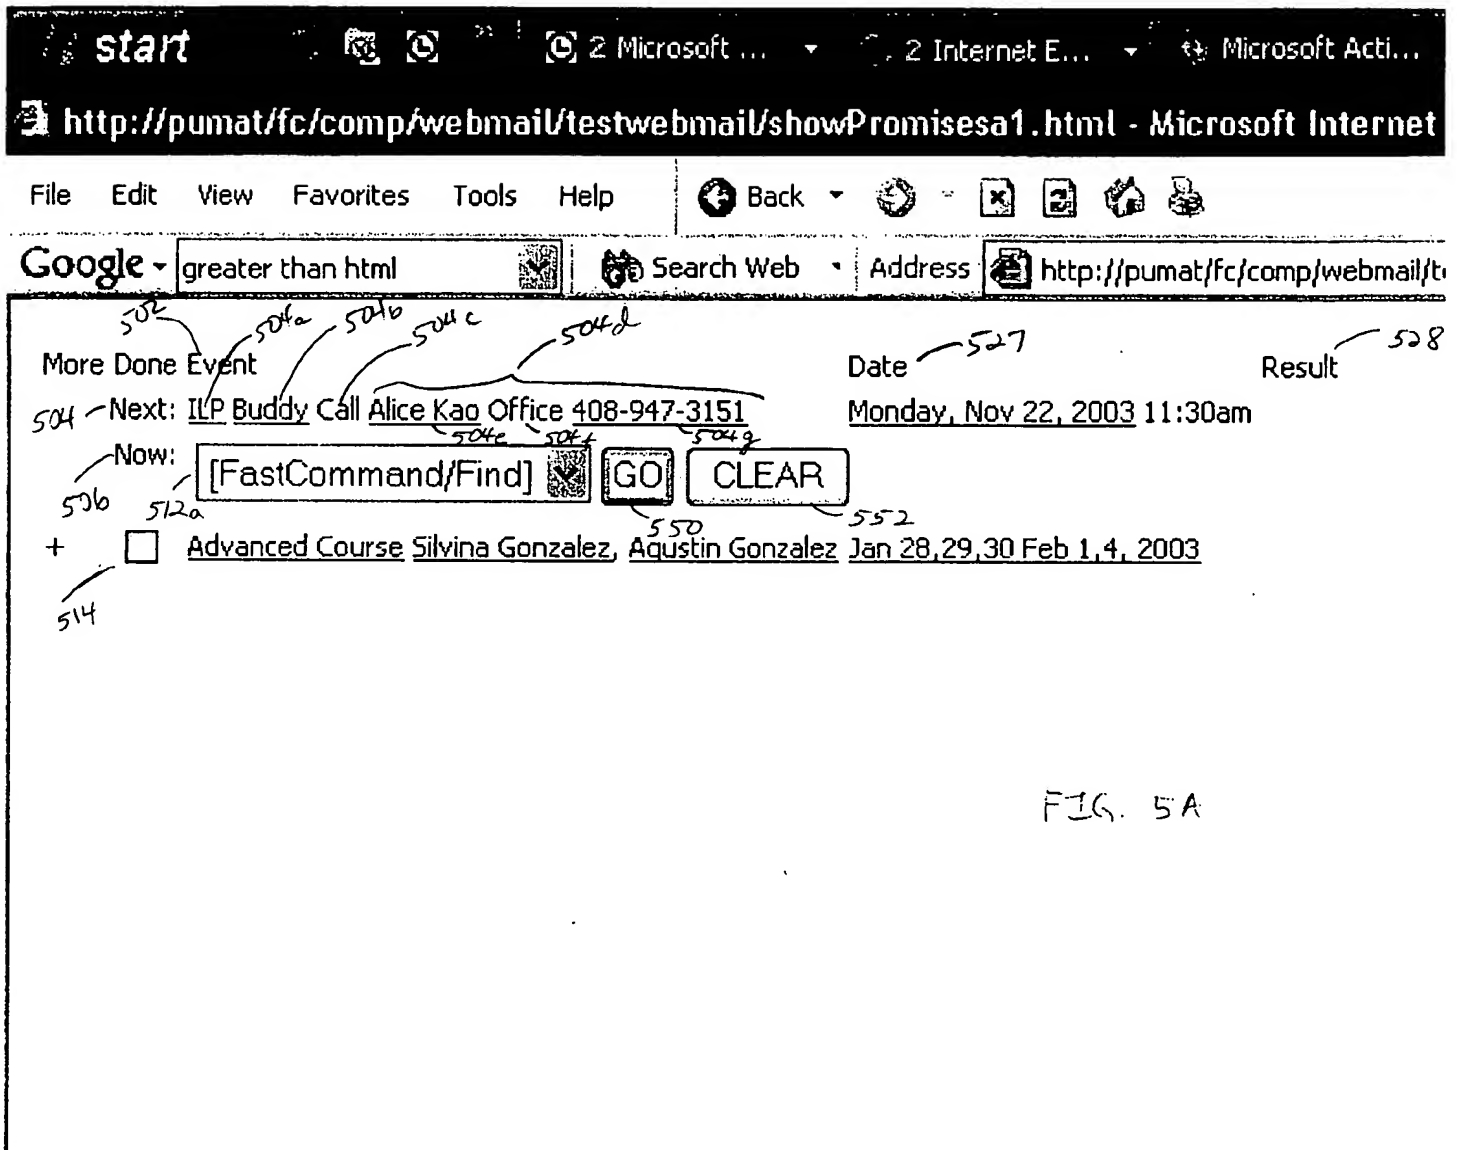 start 2 Microsoft ... 2 Internet E... Microsoft Acti...
http://pumat/fc/comp/webmail/testwebmail/showPromisesa1.html - Microsoft Internet
File Edit View Favorites Tools Help Back
Google greater than html Search Web Address http://pumat/fc/comp/webmail/t
502 504a 504b 504c 504d 527 528
More Done Event Date Result
504 Next: ILP Buddy Call Alice Kao Office 408-947-3151 Monday, Nov 22, 2003 11:30am
504e 504f 504g
506 Now: [FastCommand/Find] GO CLEAR
512a 550 552
+ Advanced Course Silvina Gonzalez, Agustin Gonzalez Jan 28,29,30 Feb 1,4, 2003
514
FIG. 5A